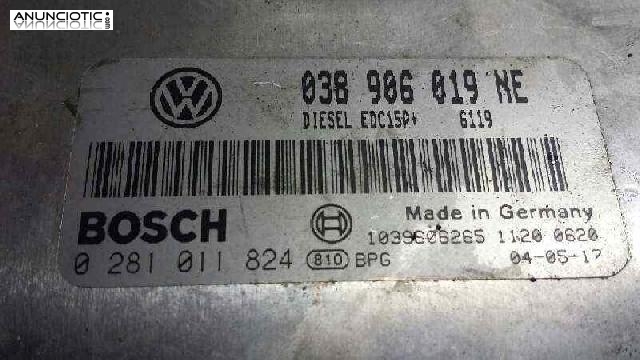 ANUNCIOTIC.com
038 906 019 NE
DIESEL EDC15P+ 6119
BOSCH
Made in Germany
1039S06265 1120 0620
0 281 011 824 810 BPG 04-05-17